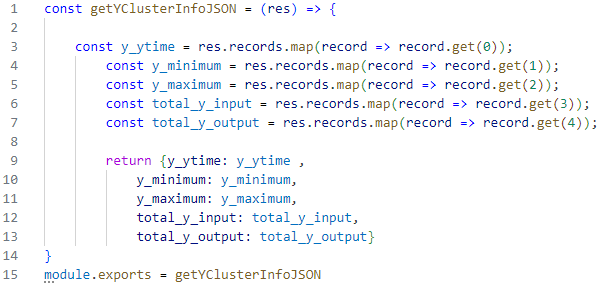 1 const getYClusterInfoJSON = (res) => {
2
3 const y_ytime = res.records.map(record => record.get(0));
4 const y_minimum = res.records.map(record => record.get(1));
5 const y_maximum = res.records.map(record => record.get(2));
6 const total_y_input = res.records.map(record => record.get(3));
7 const total_y_output = res.records.map(record => record.get(4));
8
9 return {y_ytime: y_ytime ,
10 y_minimum: y_minimum,
11 y_maximum: y_maximum,
12 total_y_input: total_y_input,
13 total_y_output: total_y_output}
14 }
15 module.exports = getYClusterInfoJSON